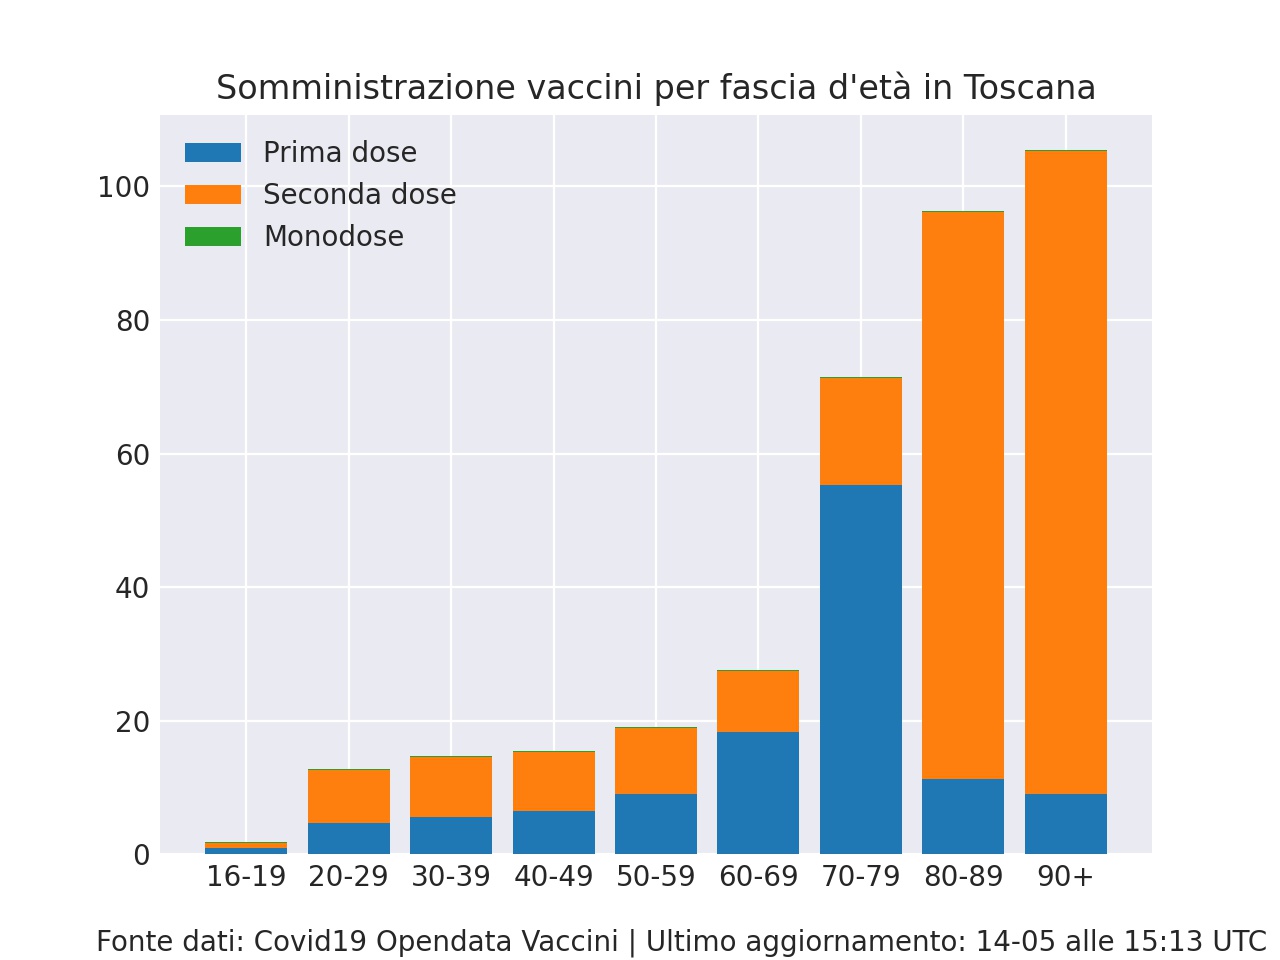 Somministrazione vaccini per fascia d'età in Toscana
Prima dose
Seconda dose
Monodose
100
80
60
40
20
0
16-19 20-29 30-39 40-49 50-59 60-69 70-79 80-89 90+
Fonte dati: Covid19 Opendata Vaccini | Ultimo aggiornamento: 14-05 alle 15:13 UTC